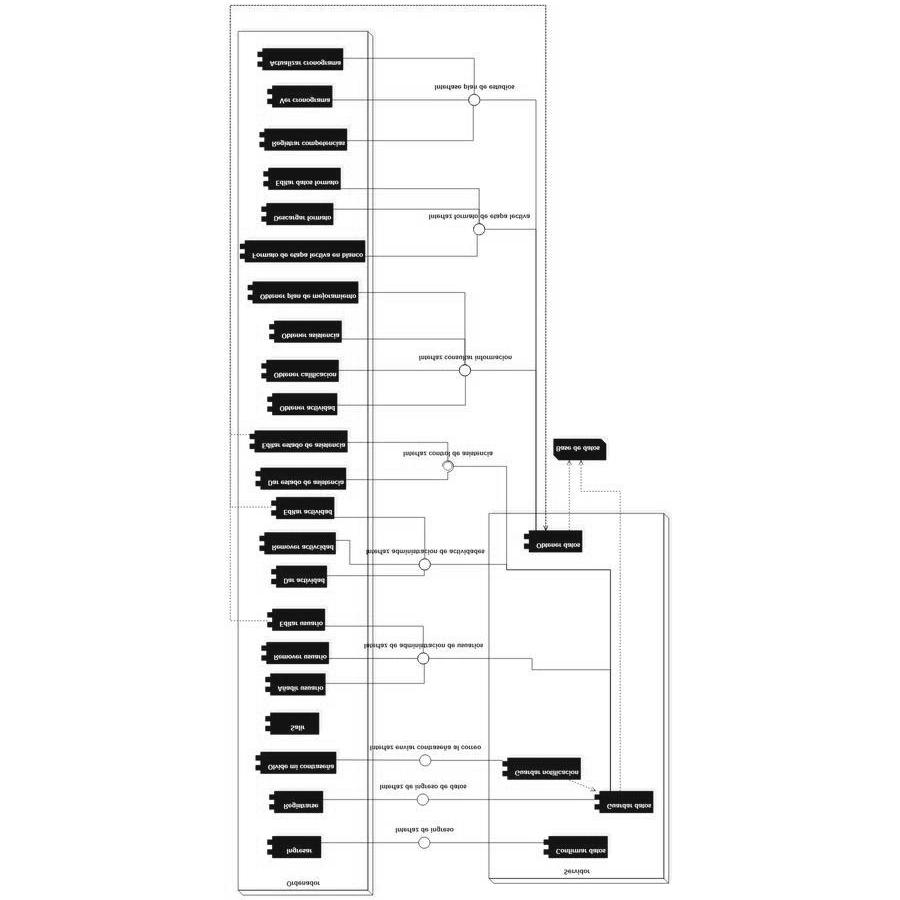 Ordenador
Servidor
Ingresar
Interfaz de ingreso
Confirmar datos
Registrarse
Interfaz de ingreso de datos
Guardar datos
Olvide mi contraseña
Interfaz enviar contraseña al correo
Guardar notificacion
Salir
Añadir usuario
Remover usuario
Interfaz de administracion de usuarios
Editar usuario
Dar actividad
Interfaz administracion de actividades
Remover actividad
Obtener datos
Editar actividad
Dar estado de asistencia
Interfaz control de asistencia
Base de datos
Editar estado de asistencia
Obtener actividad
Obtener calificacion
Interfaz consultar informacion
Obtener asistencia
Obtener plan de mejoramiento
Formato de etapa lectiva en blanco
Interfaz formato de etapa lectiva
Descargar formato
Editar datos formato
Registrar competencias
Ver cronograma
Interfase plan de estudios
Actualizar cronograma